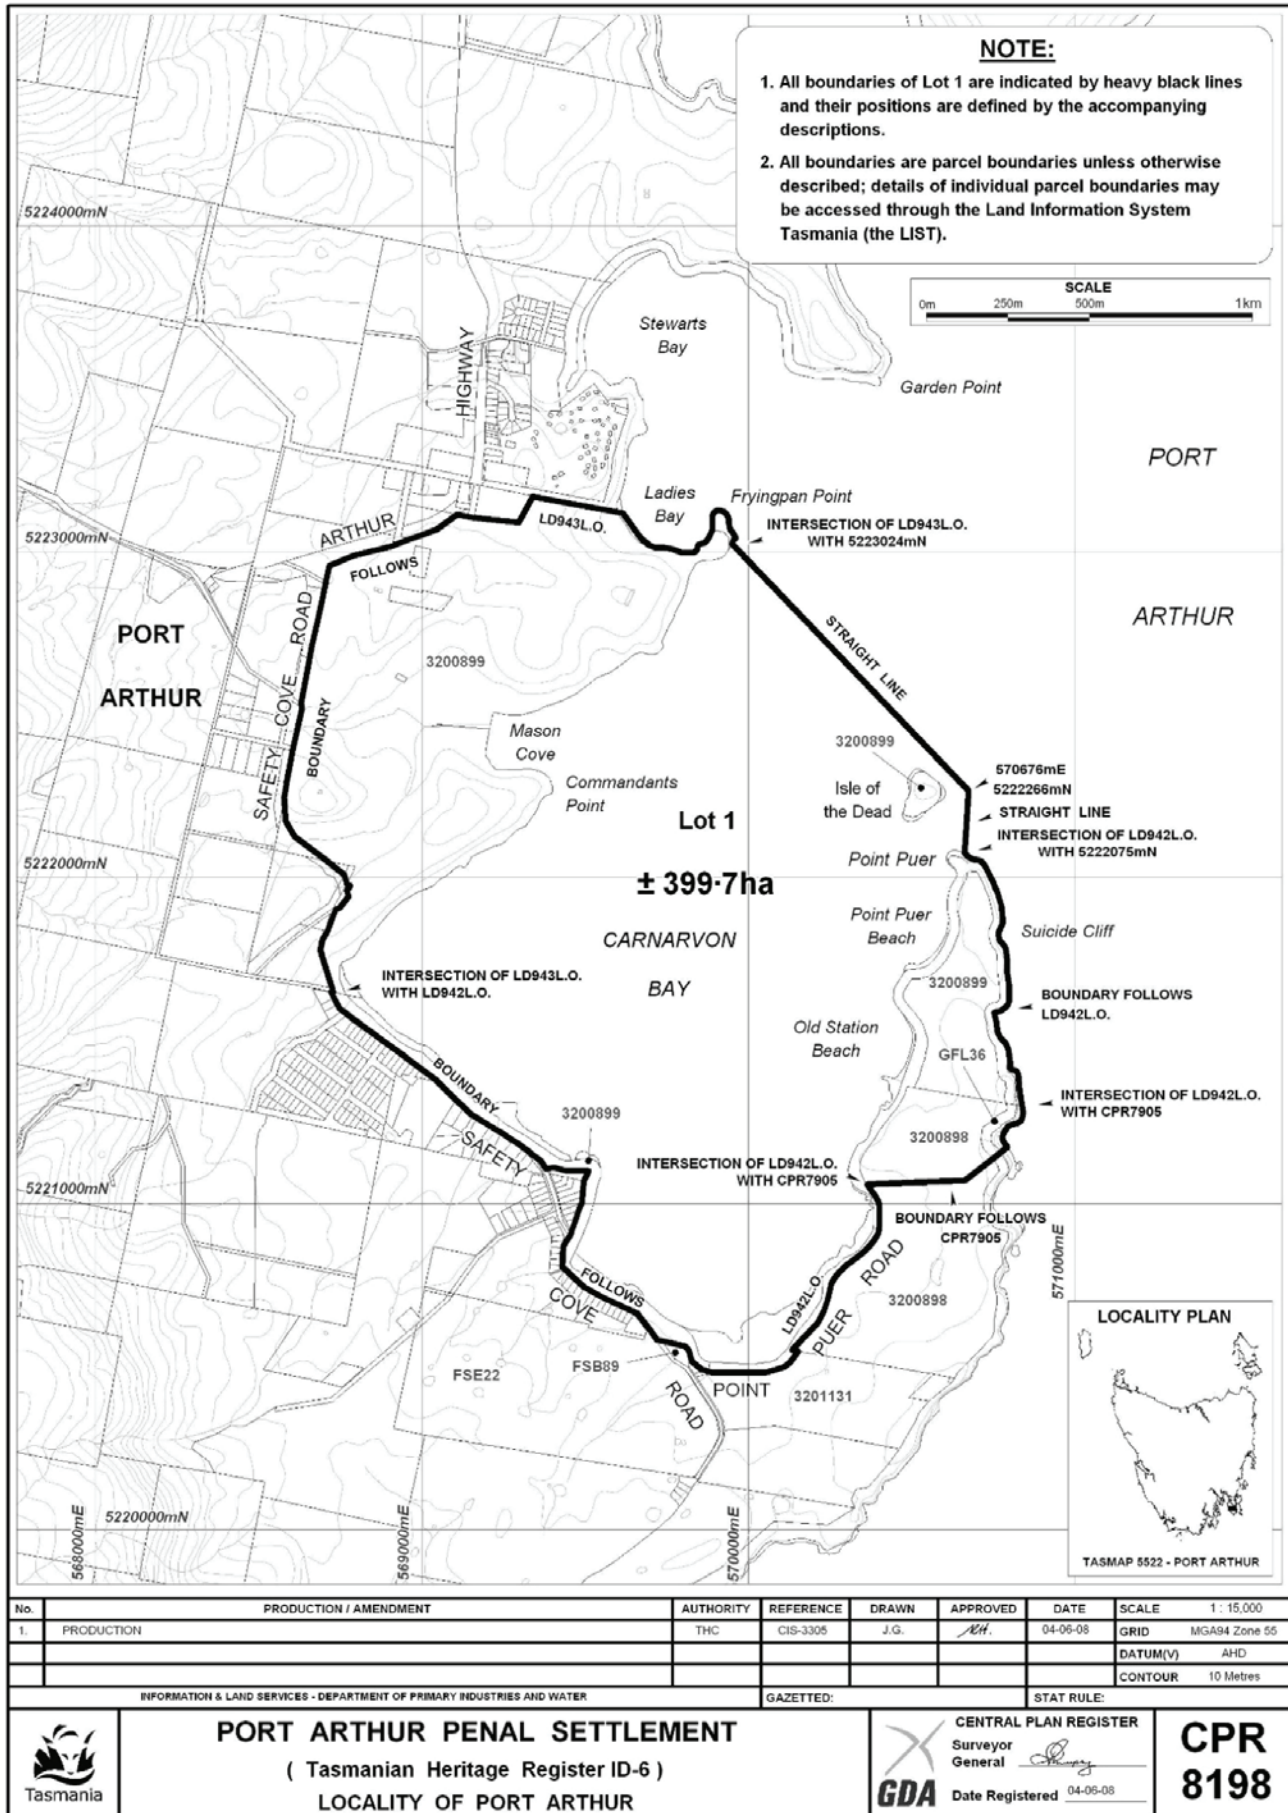 NOTE:
1. All boundaries of Lot 1 are indicated by heavy black lines
and their positions are defined by the accompanying
descriptions.
2. All boundaries are parcel boundaries unless otherwise
described; details of individual parcel boundaries may
be accessed through the Land Information System
Tasmania (the LIST).
5224000mN
SCALE
0m 250m 500m 1km
Stewarts
Bay
HIGHWAY
Garden Point
PORT
Ladies
Bay
Fryingpan Point
ARTHUR
LD943L.O.
INTERSECTION OF LD943L.O.
WITH 5223024mN
5223000mN
FOLLOWS
ROAD
COVE
SAFETY
BOUNDARY
PORT
ARTHUR
ARTHUR
STRAIGHT LINE
3200899
Mason
Cove
Commandants
Point
3200899
Isle of
the Dead
570676mE
5222266mN
STRAIGHT LINE
INTERSECTION OF LD942L.O.
WITH 5222075mN
Lot 1
± 399·7ha
5222000mN
Point Puer
Point Puer
Beach
Suicide Cliff
CARNARVON
BAY
INTERSECTION OF LD943L.O.
WITH LD942L.O.
3200899
BOUNDARY FOLLOWS
LD942L.O.
Old Station
Beach
GFL36
BOUNDARY
INTERSECTION OF LD942L.O.
WITH CPR7905
3200899
SAFETY
3200898
INTERSECTION OF LD942L.O.
WITH CPR7905
5221000mN
BOUNDARY FOLLOWS
CPR7905
571000mE
ROAD
FOLLOWS
COVE
LD942L.O.
PUER
3200898
LOCALITY PLAN
FSE22
FSB89
POINT
3201131
ROAD
5220000mN
568000mE
569000mE
570000mE
TASMAP 5522 - PORT ARTHUR
No. PRODUCTION / AMENDMENT AUTHORITY REFERENCE DRAWN APPROVED DATE SCALE 1 : 15,000
1. PRODUCTION THC CIS-3305 J.G. 04-06-08 GRID MGA94 Zone 55
DATUM(V) AHD
CONTOUR 10 Metres
INFORMATION & LAND SERVICES - DEPARTMENT OF PRIMARY INDUSTRIES AND WATER GAZETTED: STAT RULE:
Tasmania
PORT ARTHUR PENAL SETTLEMENT
( Tasmanian Heritage Register ID-6 )
LOCALITY OF PORT ARTHUR
GDA
CENTRAL PLAN REGISTER
Surveyor
General
Date Registered 04-06-08
CPR
8198